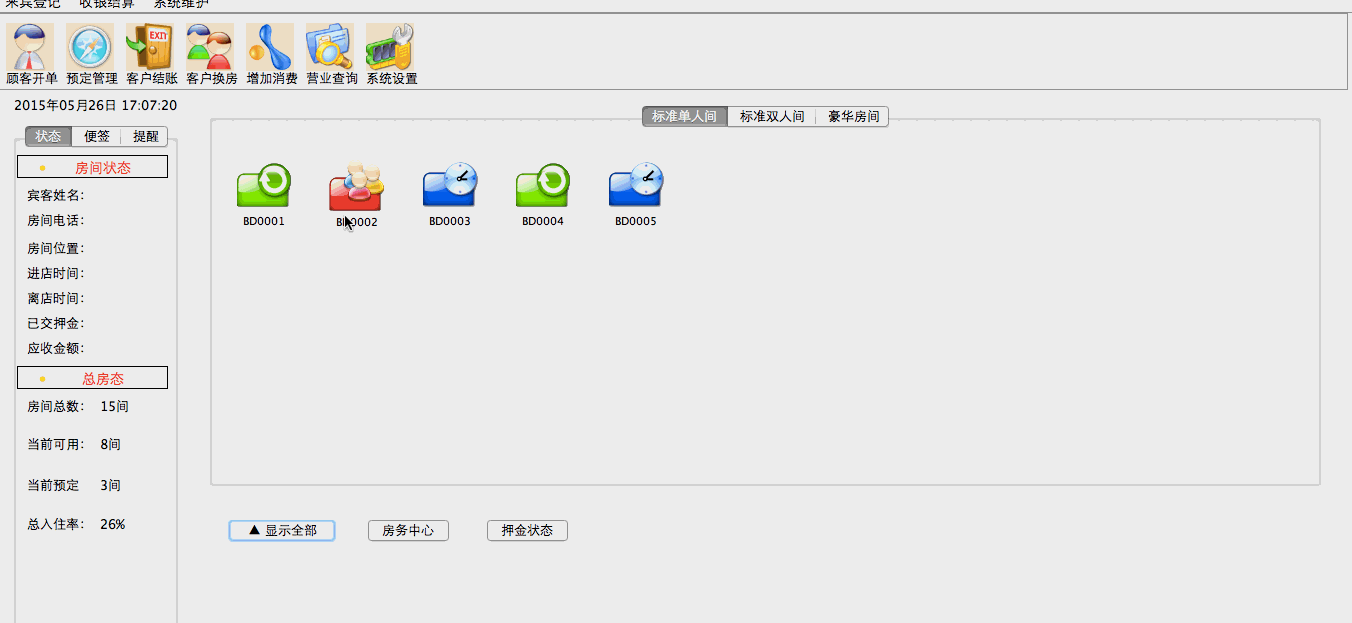 来宾登记 收银结算 系统维护
EXIT
顾客开单 预定管理 客户结账 客户换房 增加消费 营业查询 系统设置
2015年05月26日 17:07:20
标准单人间 标准双人间 豪华房间
状态 便签 提醒
房间状态
宾客姓名:
房间电话:
房间位置:
进店时间:
离店时间:
已交押金:
应收金额:
BD0001 BD0002 BD0003 BD0004 BD0005
总房态
房间总数: 15间
当前可用: 8间
当前预定 3间
总入住率: 26%
▲ 显示全部 房务中心 押金状态